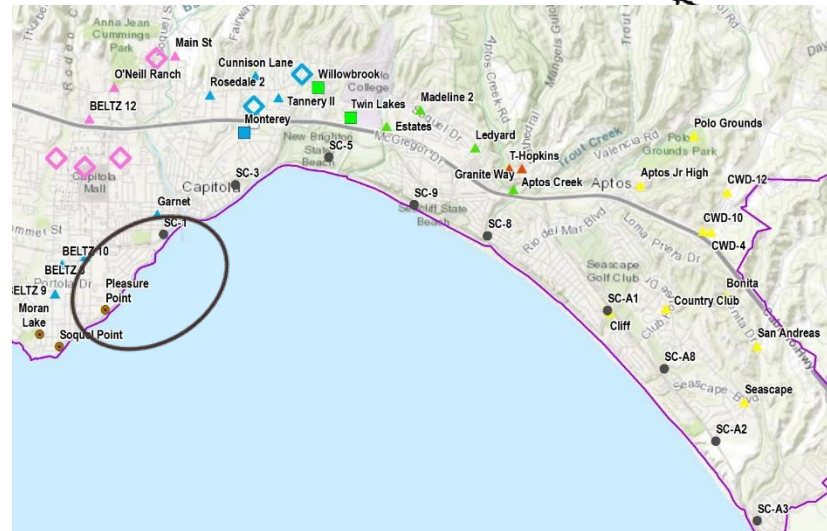 Anna Jean
Cummings
Park
Main St
O'Neill Ranch
Cunnison Lane
Rosedale 2
Willowbrook
College
Tannery II
Twin Lakes
Madeline 2
BELTZ 12
Monterey
Estates
Soquel Dr
McGregor Dr
New Brighton
State
Beach
SC-5
SC-3
Capitola
Capitola
Mall
Aptos Creek Rd
Ledyard
T-Hopkins
Granite Way
Aptos Creek
Trout Creek
Valencia Rd
Polo Grounds
Polo
Grounds Park
Aptos
Aptos Jr High
CWD-12
CWD-10
CWD-4
SC-9
Seacliff State
Beach
SC-8
Rio del Mar Blvd
Loma Prieta Dr
Garnet
SC-1
BELTZ 10
BELTZ 8
Portola Dr
BELTZ 9
Pleasure
Point
Moran
Lake
Soquel Point
Seascape
Golf Club
SC-A1
Cliff
Country Club
Bonita
San Andreas
SC-A8
Seascape Blvd
Seascape
SC-A2
SC-A3